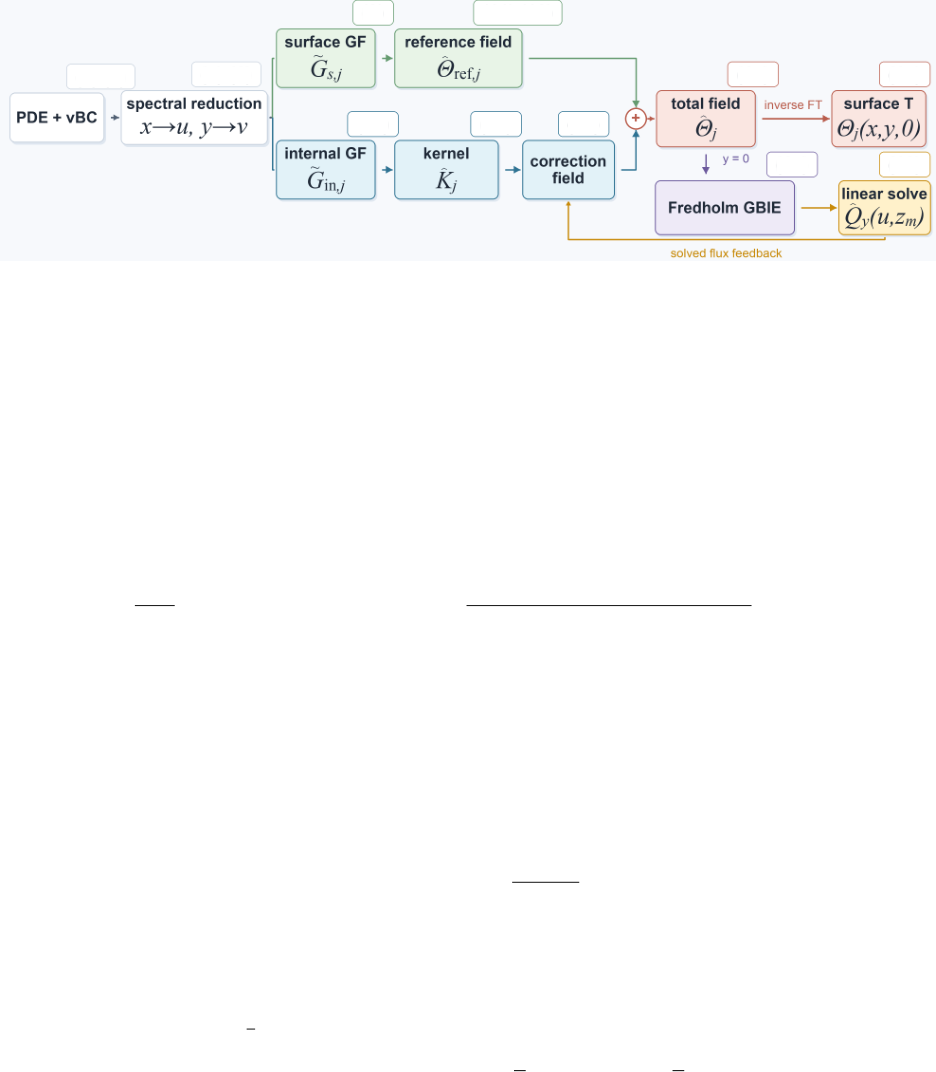 PDE + vBC
spectral reduction
x→u, y→v
surface GF
G̃s,j
reference field
Θ̂ref,j
internal GF
G̃in,j
kernel
K̂j
correction
field
+
total field
Θ̂j
inverse FT
surface T
Θj(x,y,0)
y = 0
Fredholm GBIE
linear solve
Q̂y(u,zm)
solved flux feedback